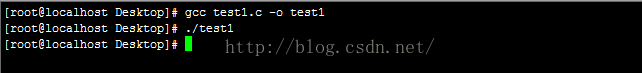 [root@localhost Desktop]# gcc test1.c -o test1
[root@localhost Desktop]# ./test1
[root@localhost Desktop]#
http://blog.csdn.net/